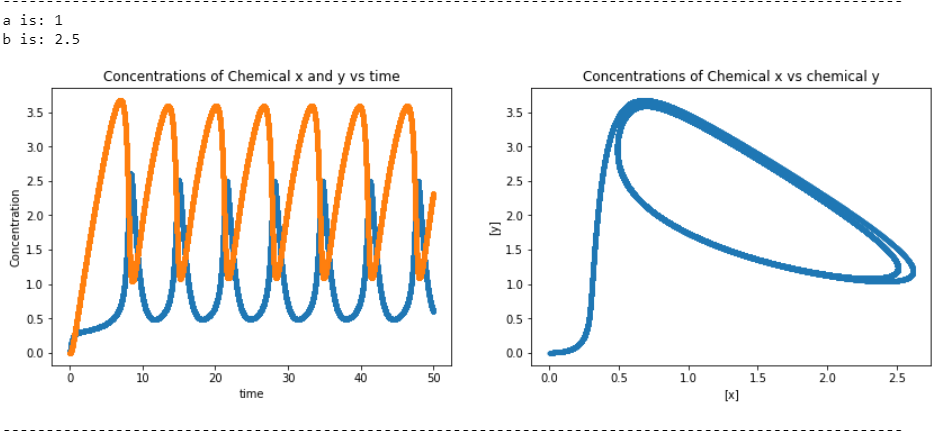 a is: 1
b is: 2.5
Concentrations of Chemical x and y vs time
Concentration
3.5
3.0
2.5
2.0
1.5
1.0
0.5
0.0
0 10 20 30 40 50
time
Concentrations of Chemical x vs chemical y
[y]
3.5
3.0
2.5
2.0
1.5
1.0
0.5
0.0
0.0 0.5 1.0 1.5 2.0 2.5
[x]